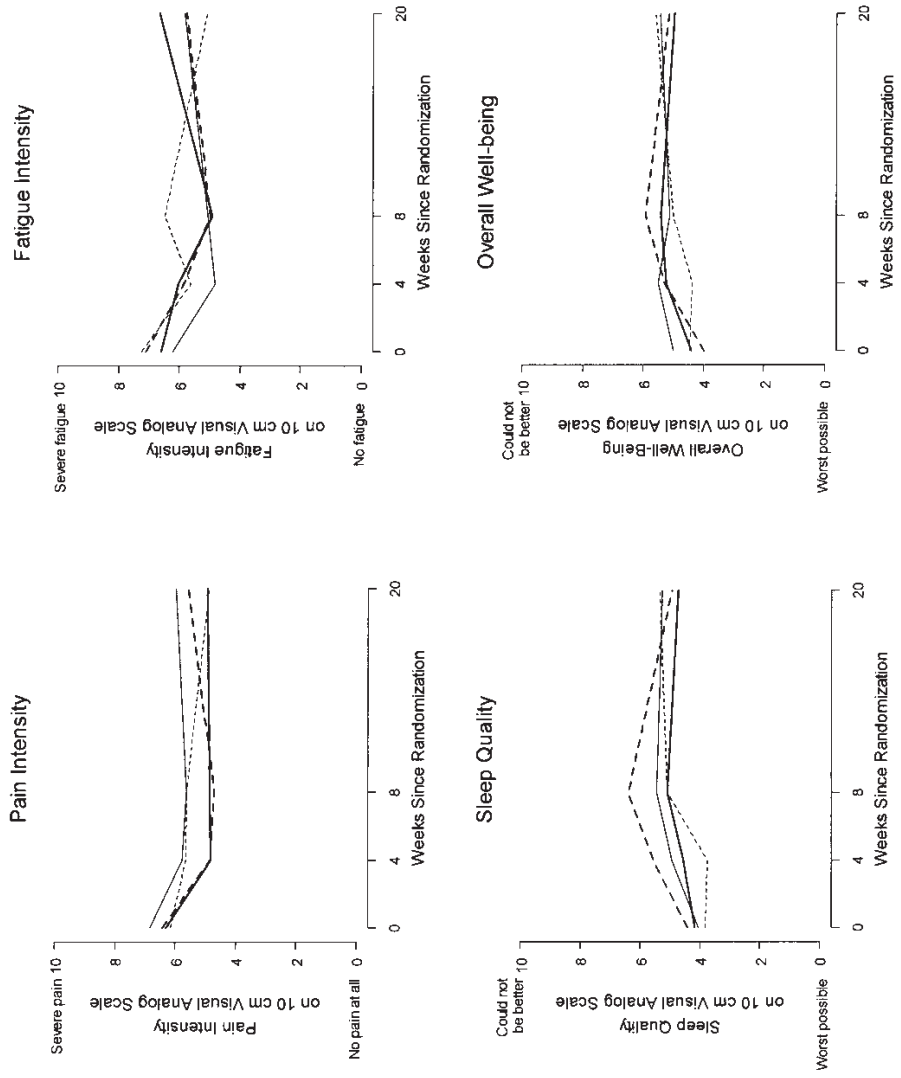 Pain Intensity
Severe pain 10
8
6
4
2
No pain at all 0
Pain Intensity
on 10 cm Visual Analog Scale
0
4
8
20
Weeks Since Randomization
Fatigue Intensity
Severe fatigue 10
8
6
4
2
No fatigue 0
Fatigue Intensity
on 10 cm Visual Analog Scale
0
4
8
20
Weeks Since Randomization
Sleep Quality
Could not
be better 10
8
6
4
2
Worst possible 0
Sleep Quality
on 10 cm Visual Analog Scale
0
4
8
20
Weeks Since Randomization
Overall Well-being
Could not
be better 10
8
6
4
2
Worst possible 0
Overall Well-Being
on 10 cm Visual Analog Scale
0
4
8
20
Weeks Since Randomization